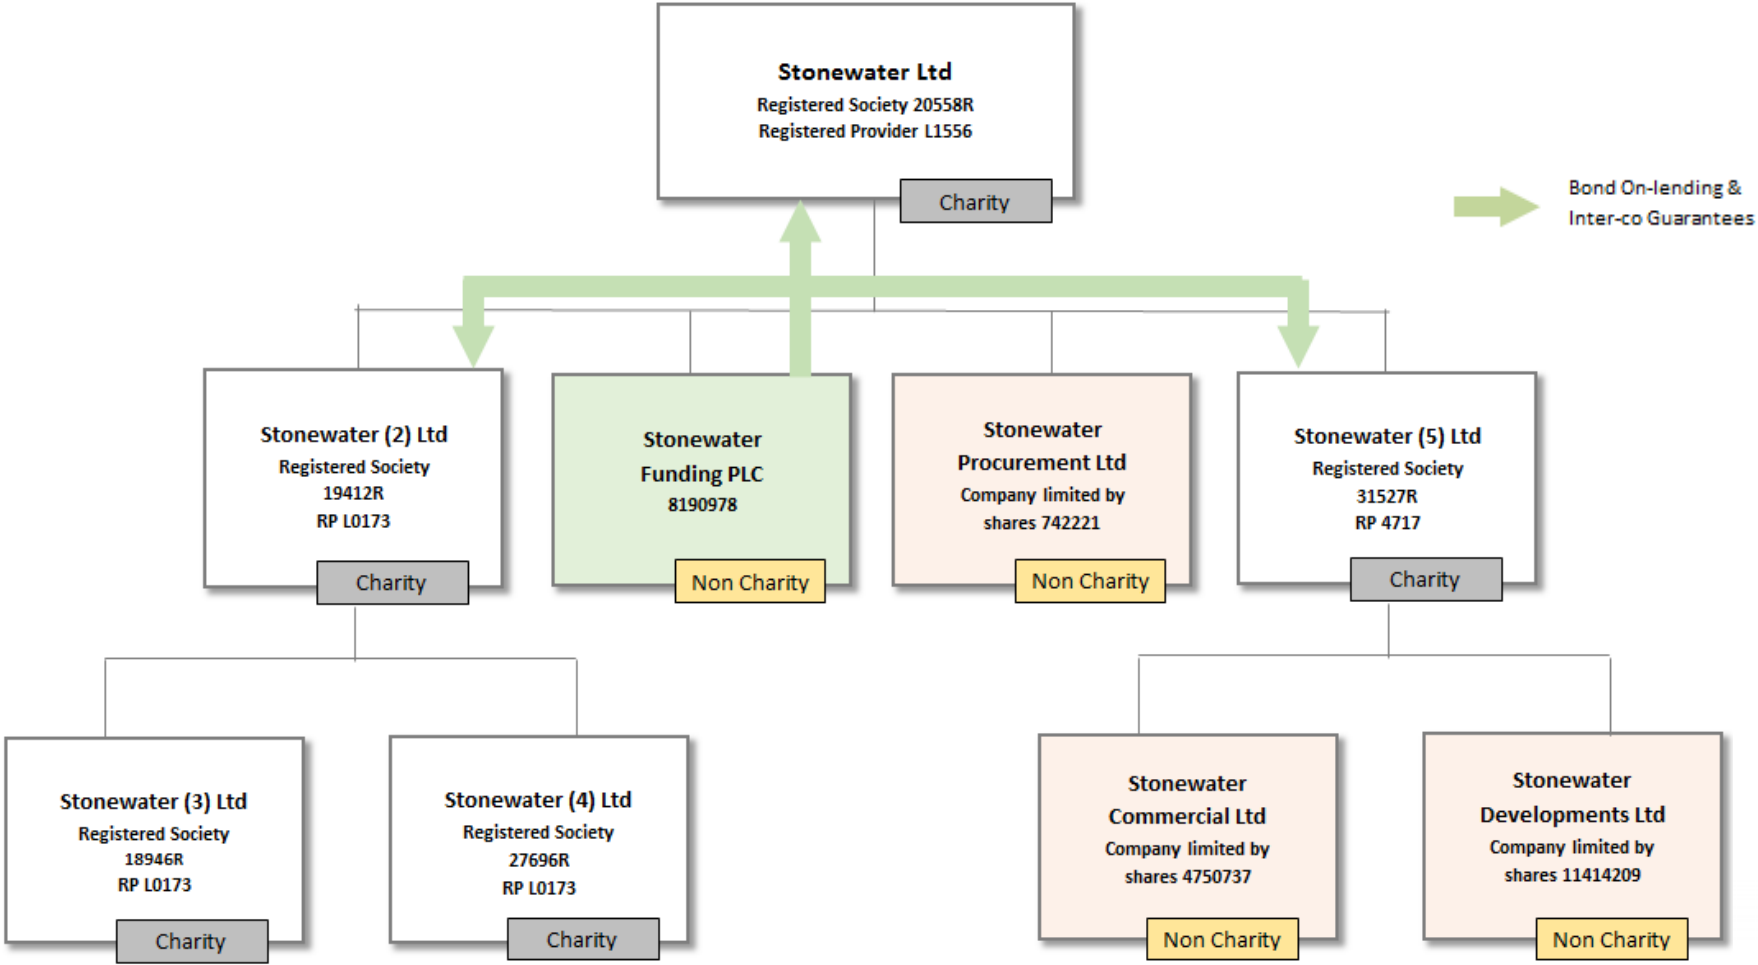 Stonewater Ltd
Registered Society 20558R
Registered Provider L1556
Charity
Bond On-lending &
Inter-co Guarantees
Stonewater (2) Ltd
Registered Society
19412R
RP L0173
Charity
Stonewater
Funding PLC
8190978
Non Charity
Stonewater
Procurement Ltd
Company limited by
shares 742221
Non Charity
Stonewater (5) Ltd
Registered Society
31527R
RP 4717
Charity
Stonewater (3) Ltd
Registered Society
18946R
RP L0173
Charity
Stonewater (4) Ltd
Registered Society
27696R
RP L0173
Charity
Stonewater
Commercial Ltd
Company limited by
shares 4750737
Non Charity
Stonewater
Developments Ltd
Company limited by
shares 11414209
Non Charity